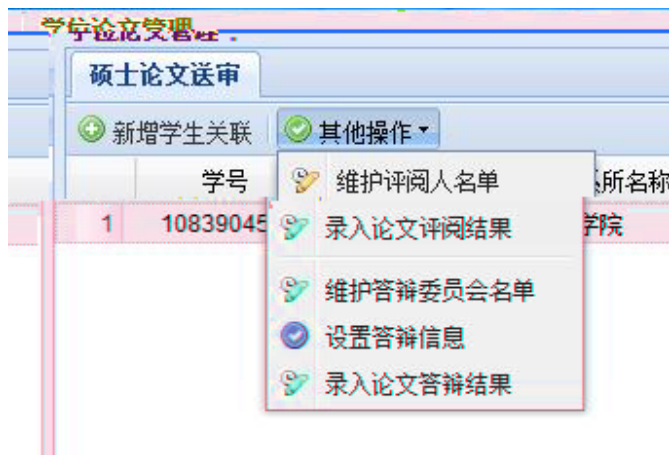 学位论文管理
硕士论文送审
新增学生关联 其他操作
学号 所名称
1 10839045 学院
维护评阅人名单
录入论文评阅结果
维护答辩委员会名单
设置答辩信息
录入论文答辩结果